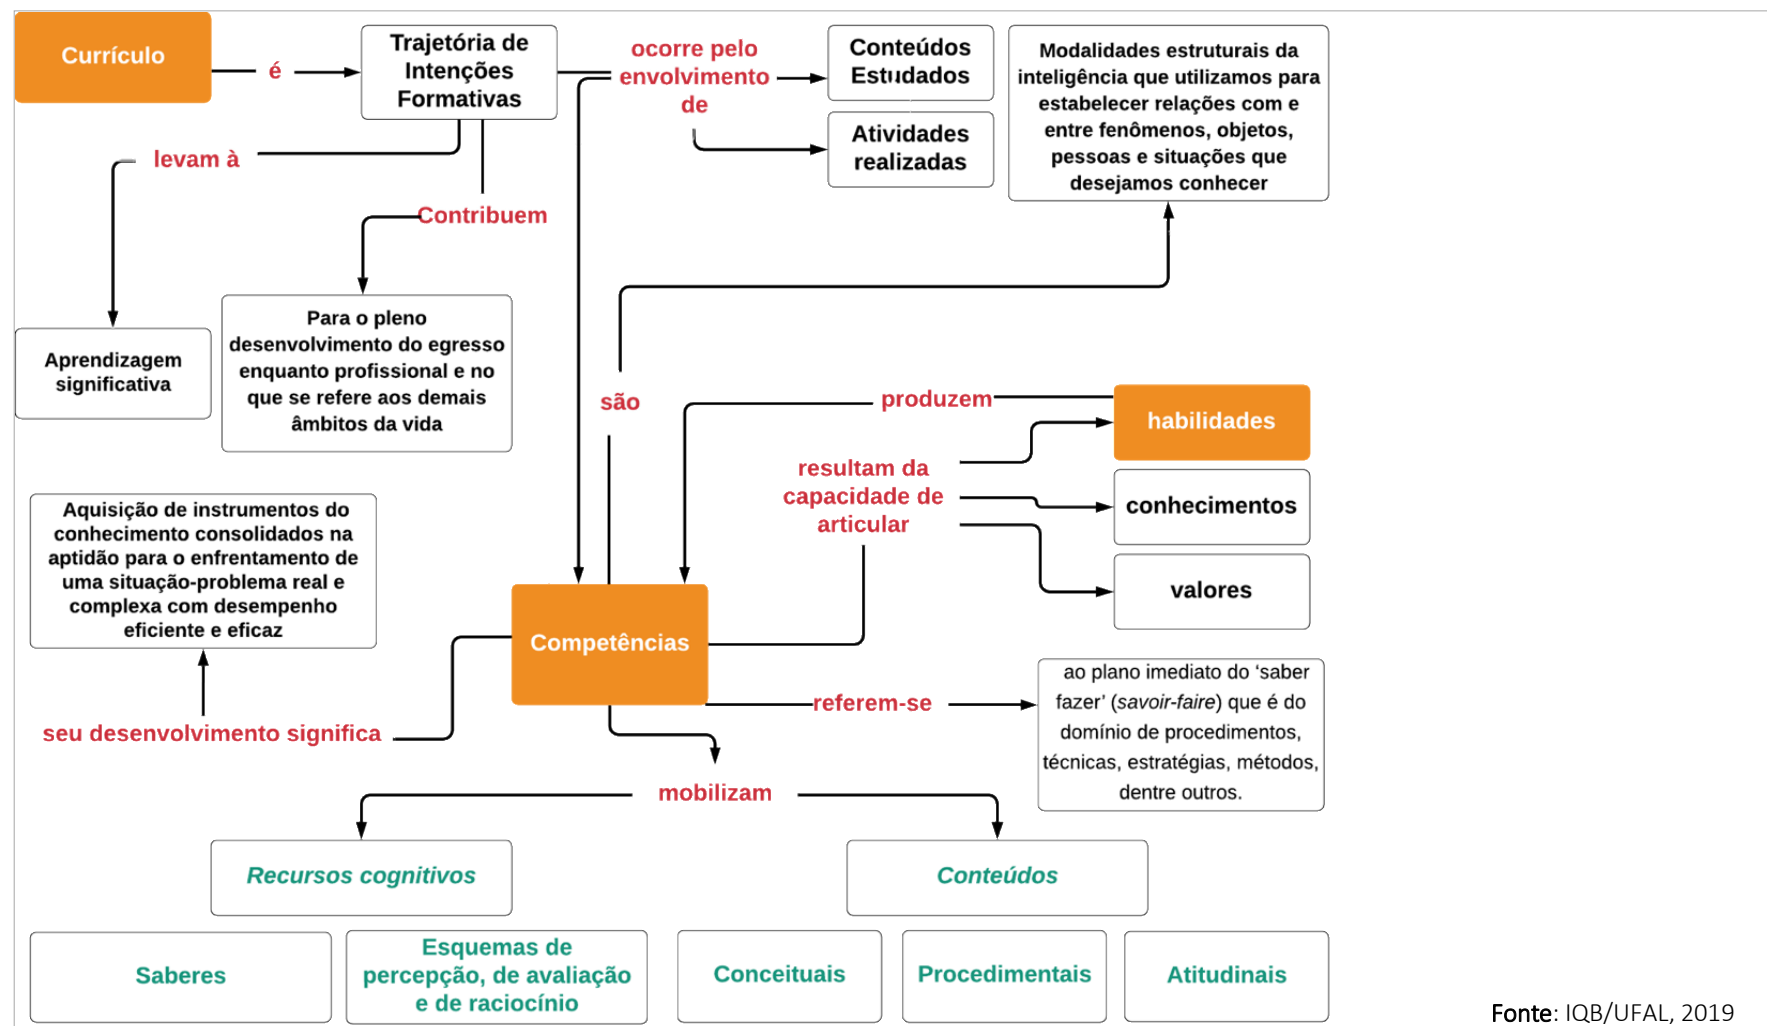 Currículo
é
Trajetória de
Intenções
Formativas
ocorre pelo
envolvimento
de
Conteúdos
Estudados
Atividades
realizadas
Modalidades estruturais da
inteligência que utilizamos para
estabelecer relações com e
entre fenômenos, objetos,
pessoas e situações que
desejamos conhecer
levam à
Contribuem
Aprendizagem
significativa
Para o pleno
desenvolvimento do egresso
enquanto profissional e no
que se refere aos demais
âmbitos da vida
são
produzem
habilidades
resultam da
capacidade de
articular
conhecimentos
valores
Aquisição de instrumentos do
conhecimento consolidados na
aptidão para o enfrentamento de
uma situação-problema real e
complexa com desempenho
eficiente e eficaz
Competências
seu desenvolvimento significa
referem-se
ao plano imediato do ‘saber
fazer’ (savoir-faire) que é do
domínio de procedimentos,
técnicas, estratégias, métodos,
dentre outros.
mobilizam
Recursos cognitivos
Conteúdos
Saberes
Esquemas de
percepção, de avaliação
e de raciocínio
Conceituais
Procedimentais
Atitudinais
Fonte: IQB/UFAL, 2019